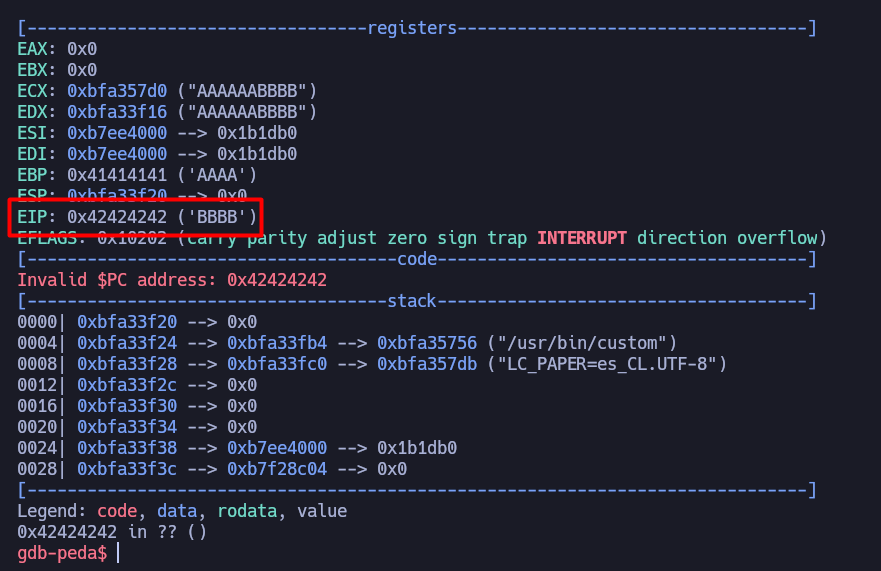 [----------------------------------registers-----------------------------------]
EAX: 0x0
EBX: 0x0
ECX: 0xbfa357d0 ("AAAAAABBBB")
EDX: 0xbfa33f16 ("AAAAAABBBB")
ESI: 0xb7ee4000 --> 0x1b1db0
EDI: 0xb7ee4000 --> 0x1b1db0
EBP: 0x41414141 ('AAAA')
ESP: 0xbfa33f20 --> 0x0
EIP: 0x42424242 ('BBBB')
EFLAGS: 0x10202 (carry parity adjust zero sign trap INTERRUPT direction overflow)
[-------------------------------------code-------------------------------------]
Invalid $PC address: 0x42424242
[------------------------------------stack-------------------------------------]
0000| 0xbfa33f20 --> 0x0
0004| 0xbfa33f24 --> 0xbfa33fb4 --> 0xbfa35756 ("/usr/bin/custom")
0008| 0xbfa33f28 --> 0xbfa33fc0 --> 0xbfa357db ("LC_PAPER=es_CL.UTF-8")
0012| 0xbfa33f2c --> 0x0
0016| 0xbfa33f30 --> 0x0
0020| 0xbfa33f34 --> 0x0
0024| 0xbfa33f38 --> 0xb7ee4000 --> 0x1b1db0
0028| 0xbfa33f3c --> 0xb7f28c04 --> 0x0
[------------------------------------------------------------------------------]
Legend: code, data, rodata, value
0x42424242 in ?? ()
gdb-peda$